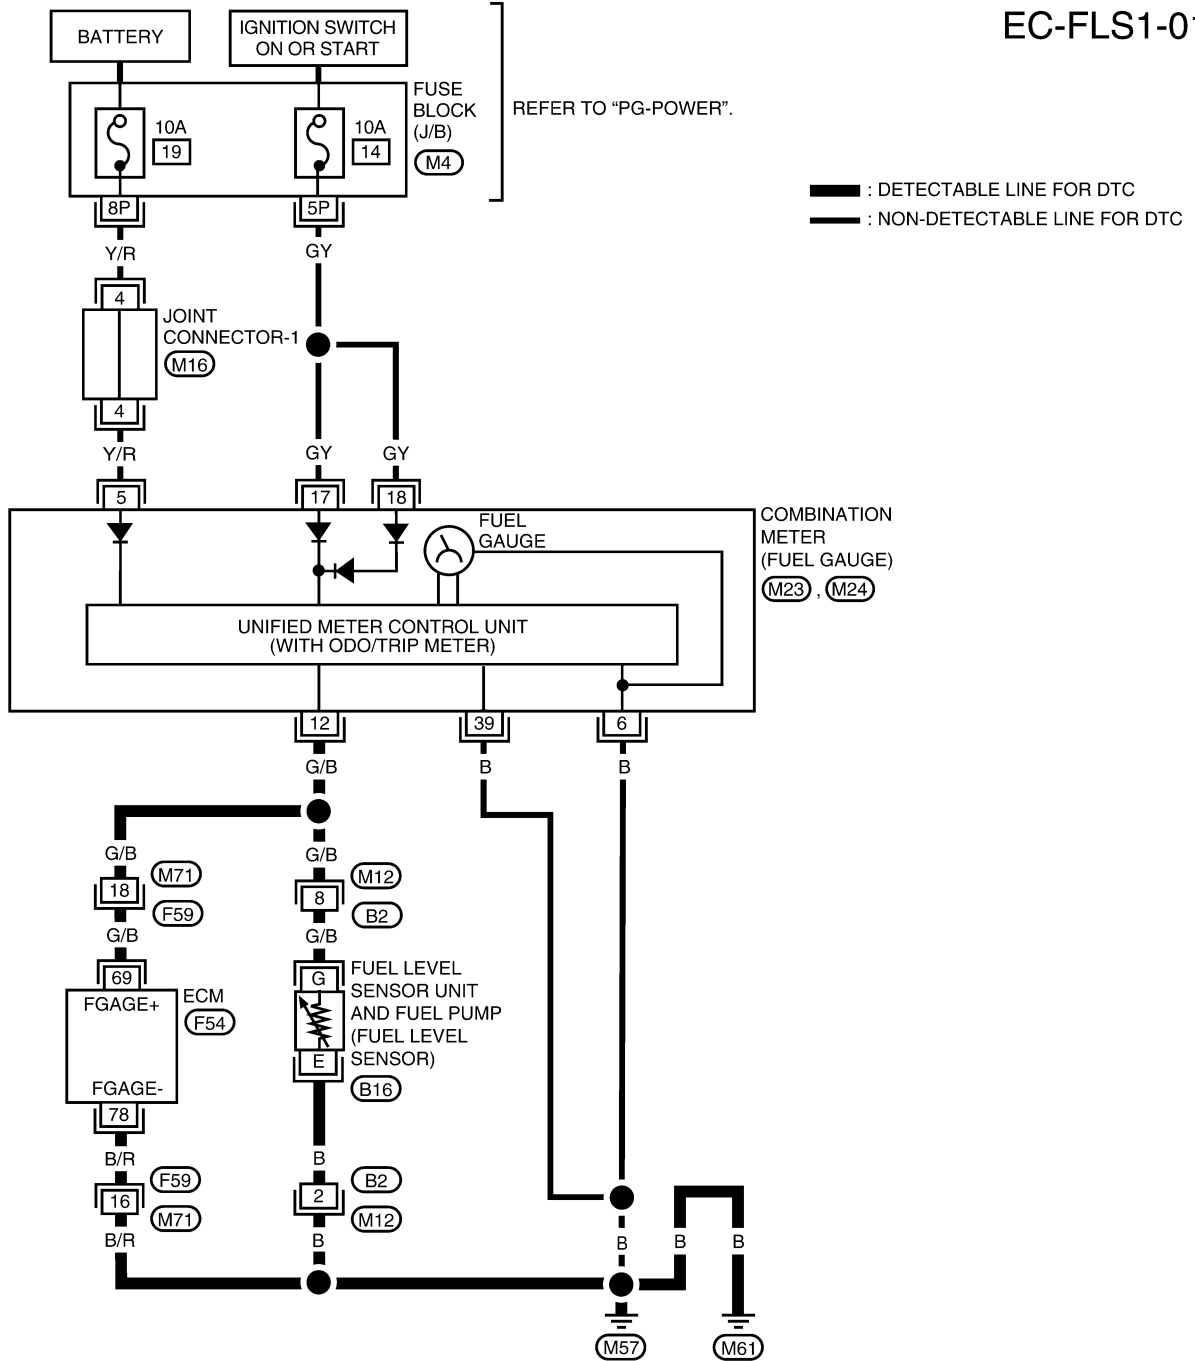 EC-FLS1-01
BATTERY
IGNITION SWITCH
ON OR START
FUSE
BLOCK
(J/B)
M4
REFER TO “PG-POWER”.
10A
19
10A
14
: DETECTABLE LINE FOR DTC
: NON-DETECTABLE LINE FOR DTC
8P
5P
Y/R
GY
4
JOINT
CONNECTOR-1
M16
4
Y/R
GY
GY
5
17
18
FUEL
GAUGE
COMBINATION
METER
(FUEL GAUGE)
M23 , M24
UNIFIED METER CONTROL UNIT
(WITH ODO/TRIP METER)
12
39
6
G/B
B
B
G/B
G/B
18
M71
F59
8
M12
B2
G/B
G/B
69
FGAGE+
ECM
F54
FGAGE-
78
G
FUEL LEVEL
SENSOR UNIT
AND FUEL PUMP
(FUEL LEVEL
SENSOR)
E
B16
B/R
B
F59
16
M71
B2
2
M12
B/R
B
B
B
B
M57
M61